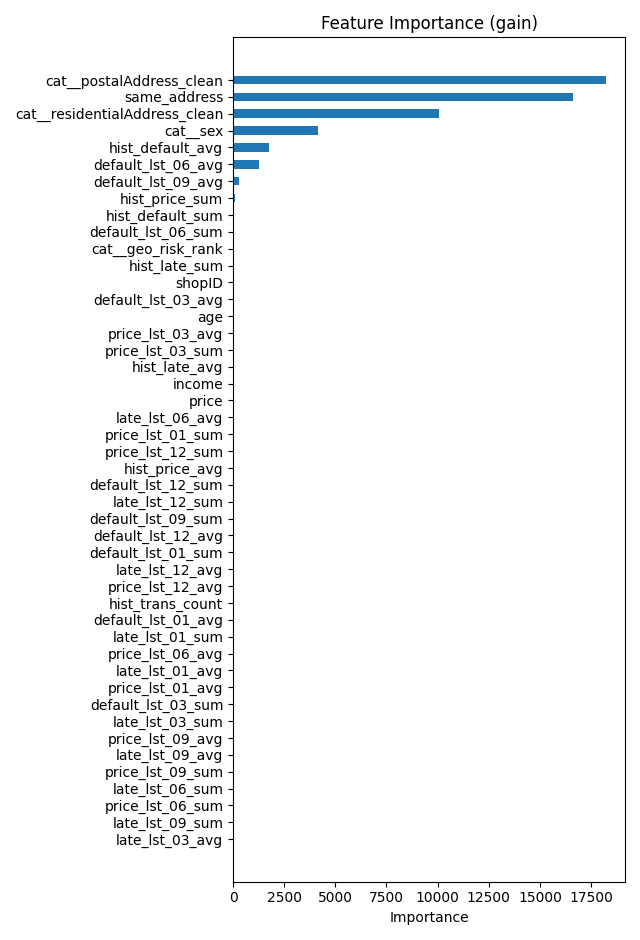 Feature Importance (gain)
cat__postalAddress_clean
same_address
cat__residentialAddress_clean
cat__sex
hist_default_avg
default_lst_06_avg
default_lst_09_avg
hist_price_sum
hist_default_sum
default_lst_06_sum
cat__geo_risk_rank
hist_late_sum
shopID
default_lst_03_avg
age
price_lst_03_avg
price_lst_03_sum
hist_late_avg
income
price
late_lst_06_avg
price_lst_01_sum
price_lst_12_sum
hist_price_avg
default_lst_12_sum
late_lst_12_sum
default_lst_09_sum
default_lst_12_avg
default_lst_01_sum
late_lst_12_avg
price_lst_12_avg
hist_trans_count
default_lst_01_avg
late_lst_01_sum
price_lst_06_avg
late_lst_01_avg
price_lst_01_avg
default_lst_03_sum
late_lst_03_sum
price_lst_09_avg
late_lst_09_avg
price_lst_09_sum
late_lst_06_sum
price_lst_06_sum
late_lst_09_sum
late_lst_03_avg
0 2500 5000 7500 10000 12500 15000 17500
Importance